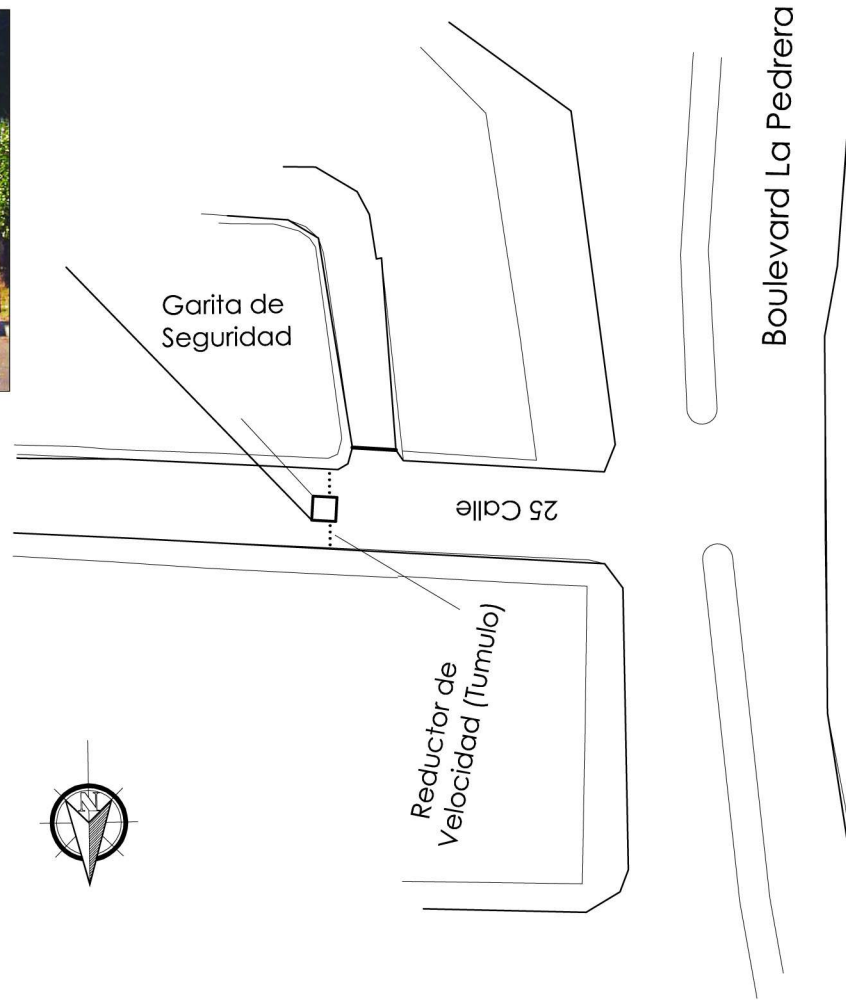 Boulevard La Pedrera
Garita de
Seguridad
25 Calle
Reductor de
Velocidad (Tumulo)
N